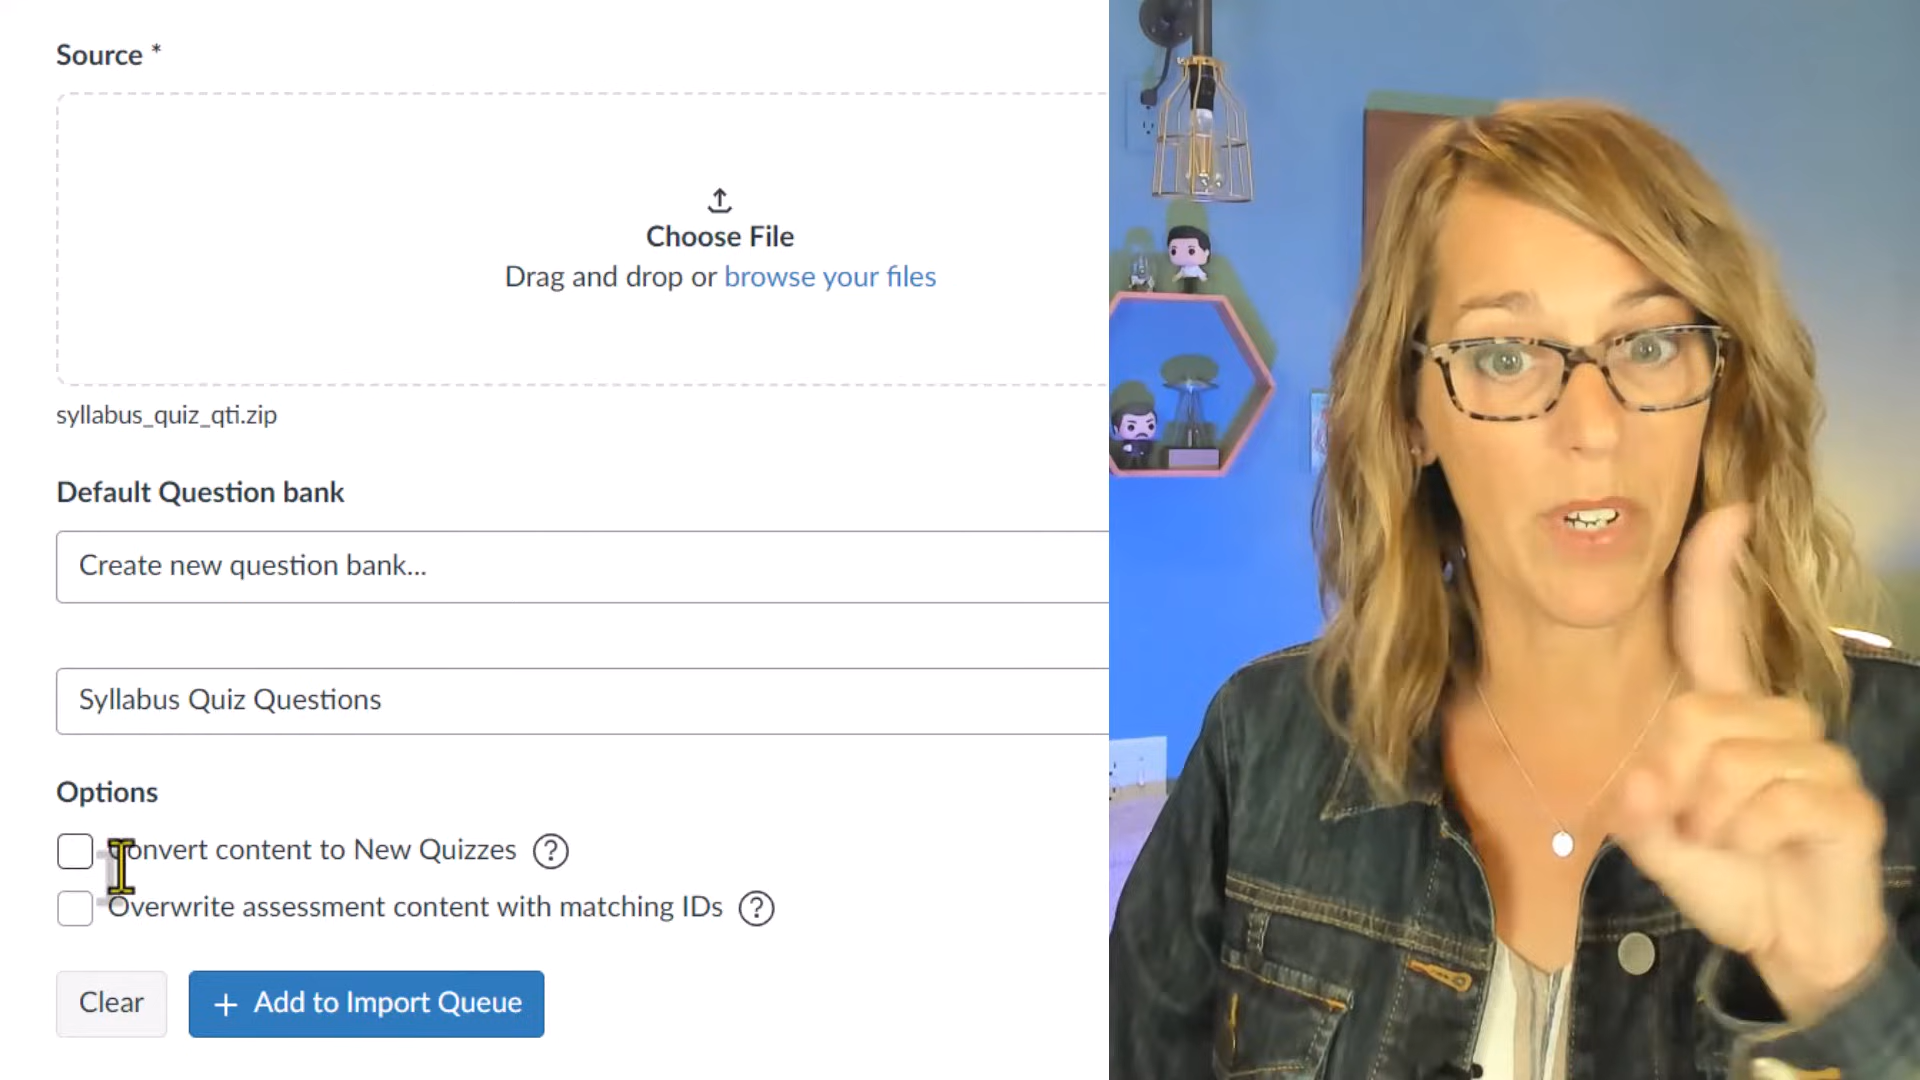 Source *
Choose File
Drag and drop or browse your files
syllabus_quiz_qti.zip
Default Question bank
Create new question bank...
Syllabus Quiz Questions
Options
Convert content to New Quizzes ?
Overwrite assessment content with matching IDs ?
Clear
+ Add to Import Queue